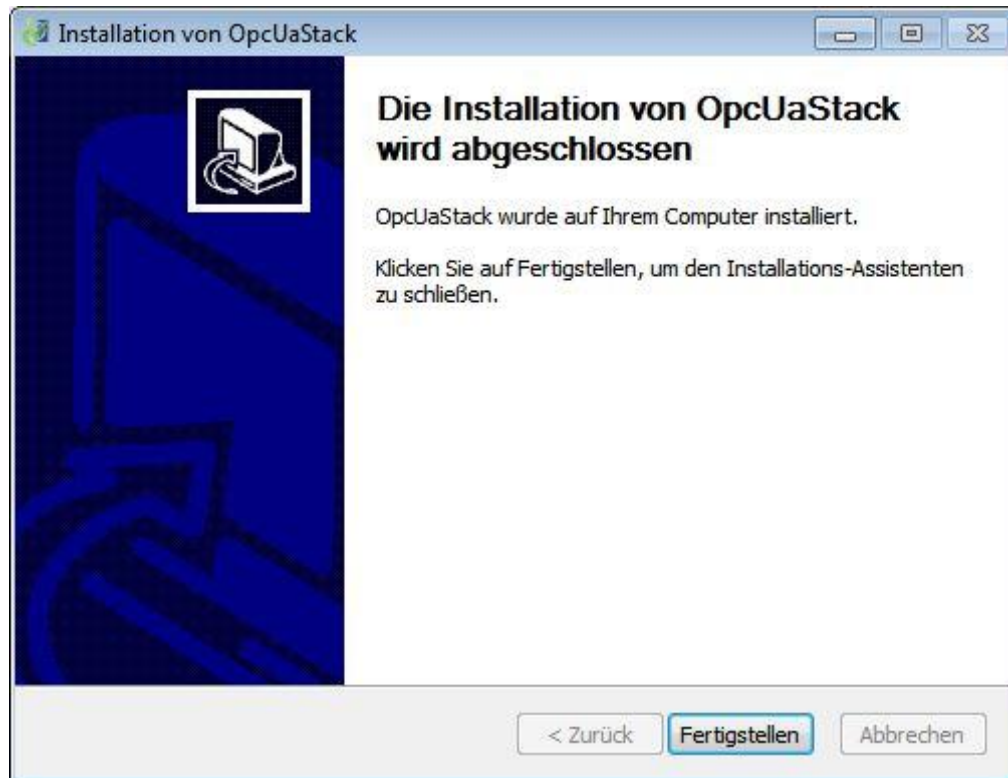 Installation von OpcUaStack
Die Installation von OpcUaStack
wird abgeschlossen
OpcUaStack wurde auf Ihrem Computer installiert.
Klicken Sie auf Fertigstellen, um den Installations-Assistenten
zu schließen.
< Zurück Fertigstellen Abbrechen